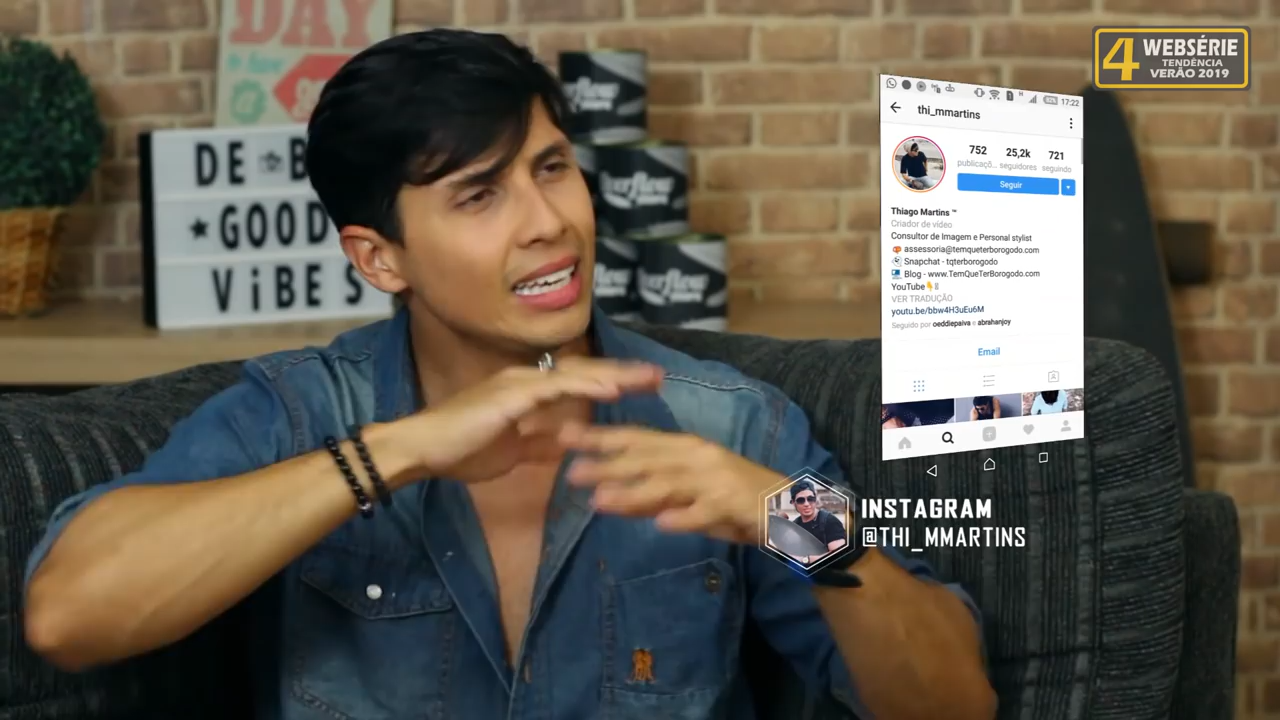 DAY
DE B
★GOOD
ViBES
4 WEBSÉRIE
TENDÊNCIA
VERÃO 2019
17:22
thi_mmartins
752 25,2k 721
publicaçõ... seguidores seguindo
Seguir
Thiago Martins ™
Criador de vídeo
Consultor de Imagem e Personal stylist
assessoria@temqueterborogodo.com
Snapchat - tqterborogodo
Blog - www.TemQueTerBorogodo.com
YouTube👇
VER TRADUÇÃO
youtu.be/bbw4H3uEu6M
Seguido por oeddiepaiva e abrahanjoy
Email
INSTAGRAM
@THI_MMARTINS